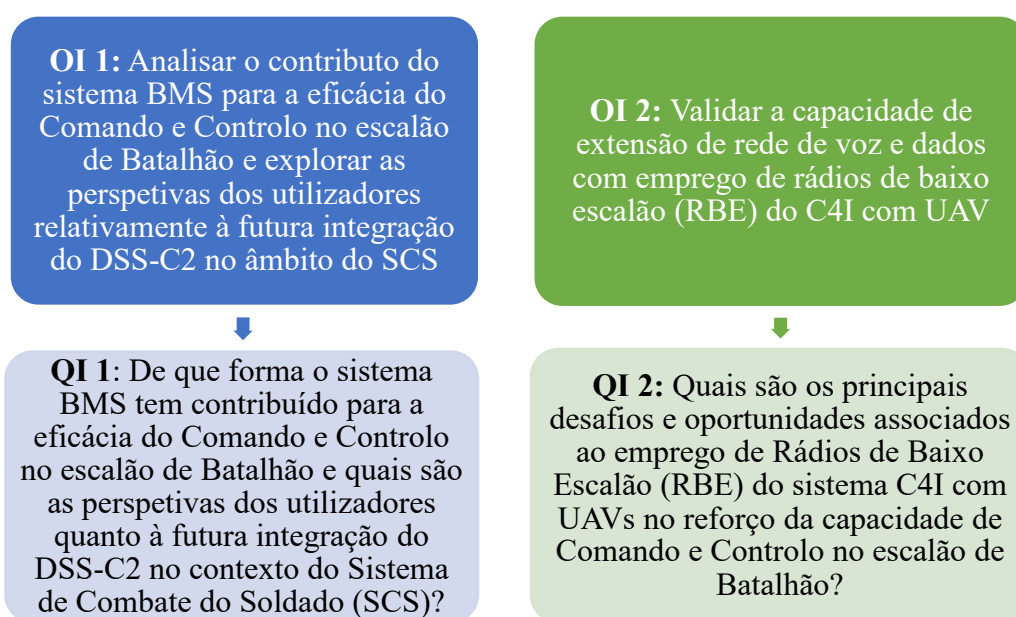 OI 1: Analisar o contributo do
sistema BMS para a eficácia do
Comando e Controlo no escalão
de Batalhão e explorar as
perspetivas dos utilizadores
relativamente à futura integração
do DSS-C2 no âmbito do SCS
OI 2: Validar a capacidade de
extensão de rede de voz e dados
com emprego de rádios de baixo
escalão (RBE) do C4I com UAV
QI 1: De que forma o sistema
BMS tem contribuído para a
eficácia do Comando e Controlo
no escalão de Batalhão e quais são
as perspetivas dos utilizadores
quanto à futura integração do
DSS-C2 no contexto do Sistema
de Combate do Soldado (SCS)?
QI 2: Quais são os principais
desafios e oportunidades associados
ao emprego de Rádios de Baixo
Escalão (RBE) do sistema C4I com
UAVs no reforço da capacidade de
Comando e Controlo no escalão de
Batalhão?